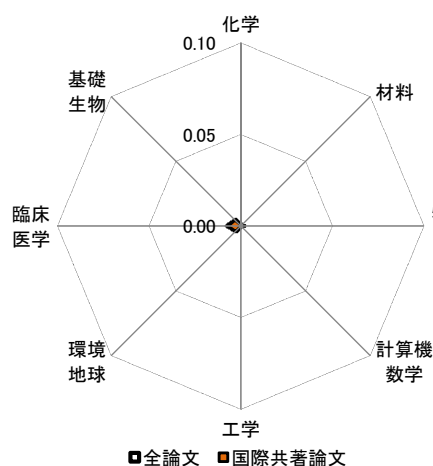 化学
0.10
基礎
生物
材料
0.05
臨床
医学
0.00
環境
地球
計算機
数学
工学
全論文 国際共著論文